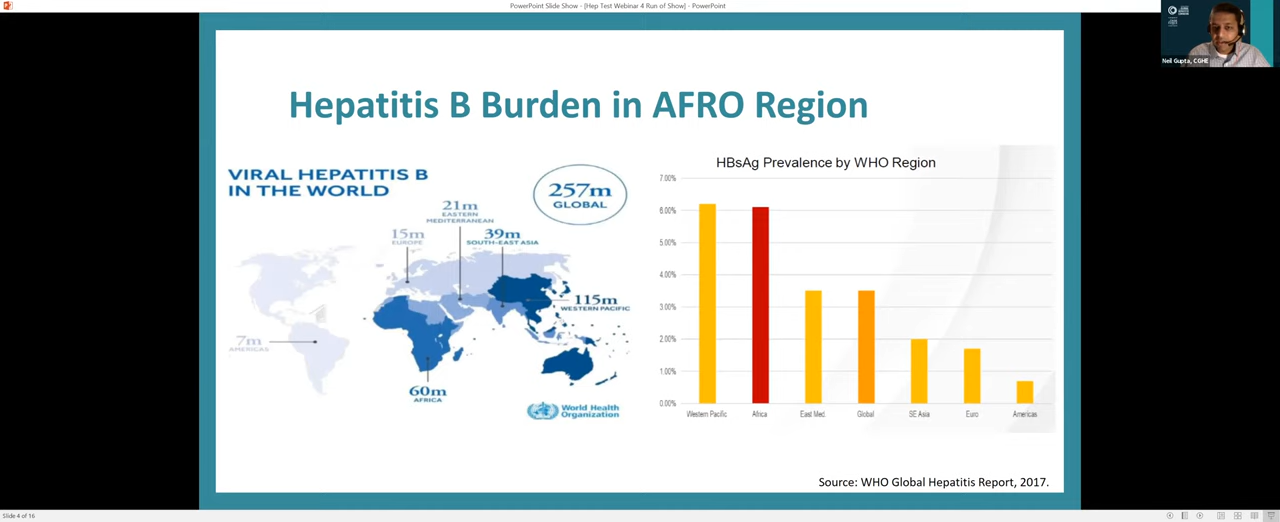 PowerPoint Slide Show - [Hep Test Webinar 4 Run of Show] - PowerPoint
Neil Gupta, CGHE
Hepatitis B Burden in AFRO Region
VIRAL HEPATITIS B
IN THE WORLD
257m
GLOBAL
21m
EASTERN
MEDITERRANEAN
15m
EUROPE
39m
SOUTH-EAST ASIA
115m
WESTERN PACIFIC
7m
AMERICAS
60m
AFRICA
World Health
Organization
HBsAg Prevalence by WHO Region
7.00%
6.00%
5.00%
4.00%
3.00%
2.00%
1.00%
0.00%
Western Pacific Africa East Med. Global SE Asia Euro Americas
Source: WHO Global Hepatitis Report, 2017.
Slide 4 of 16